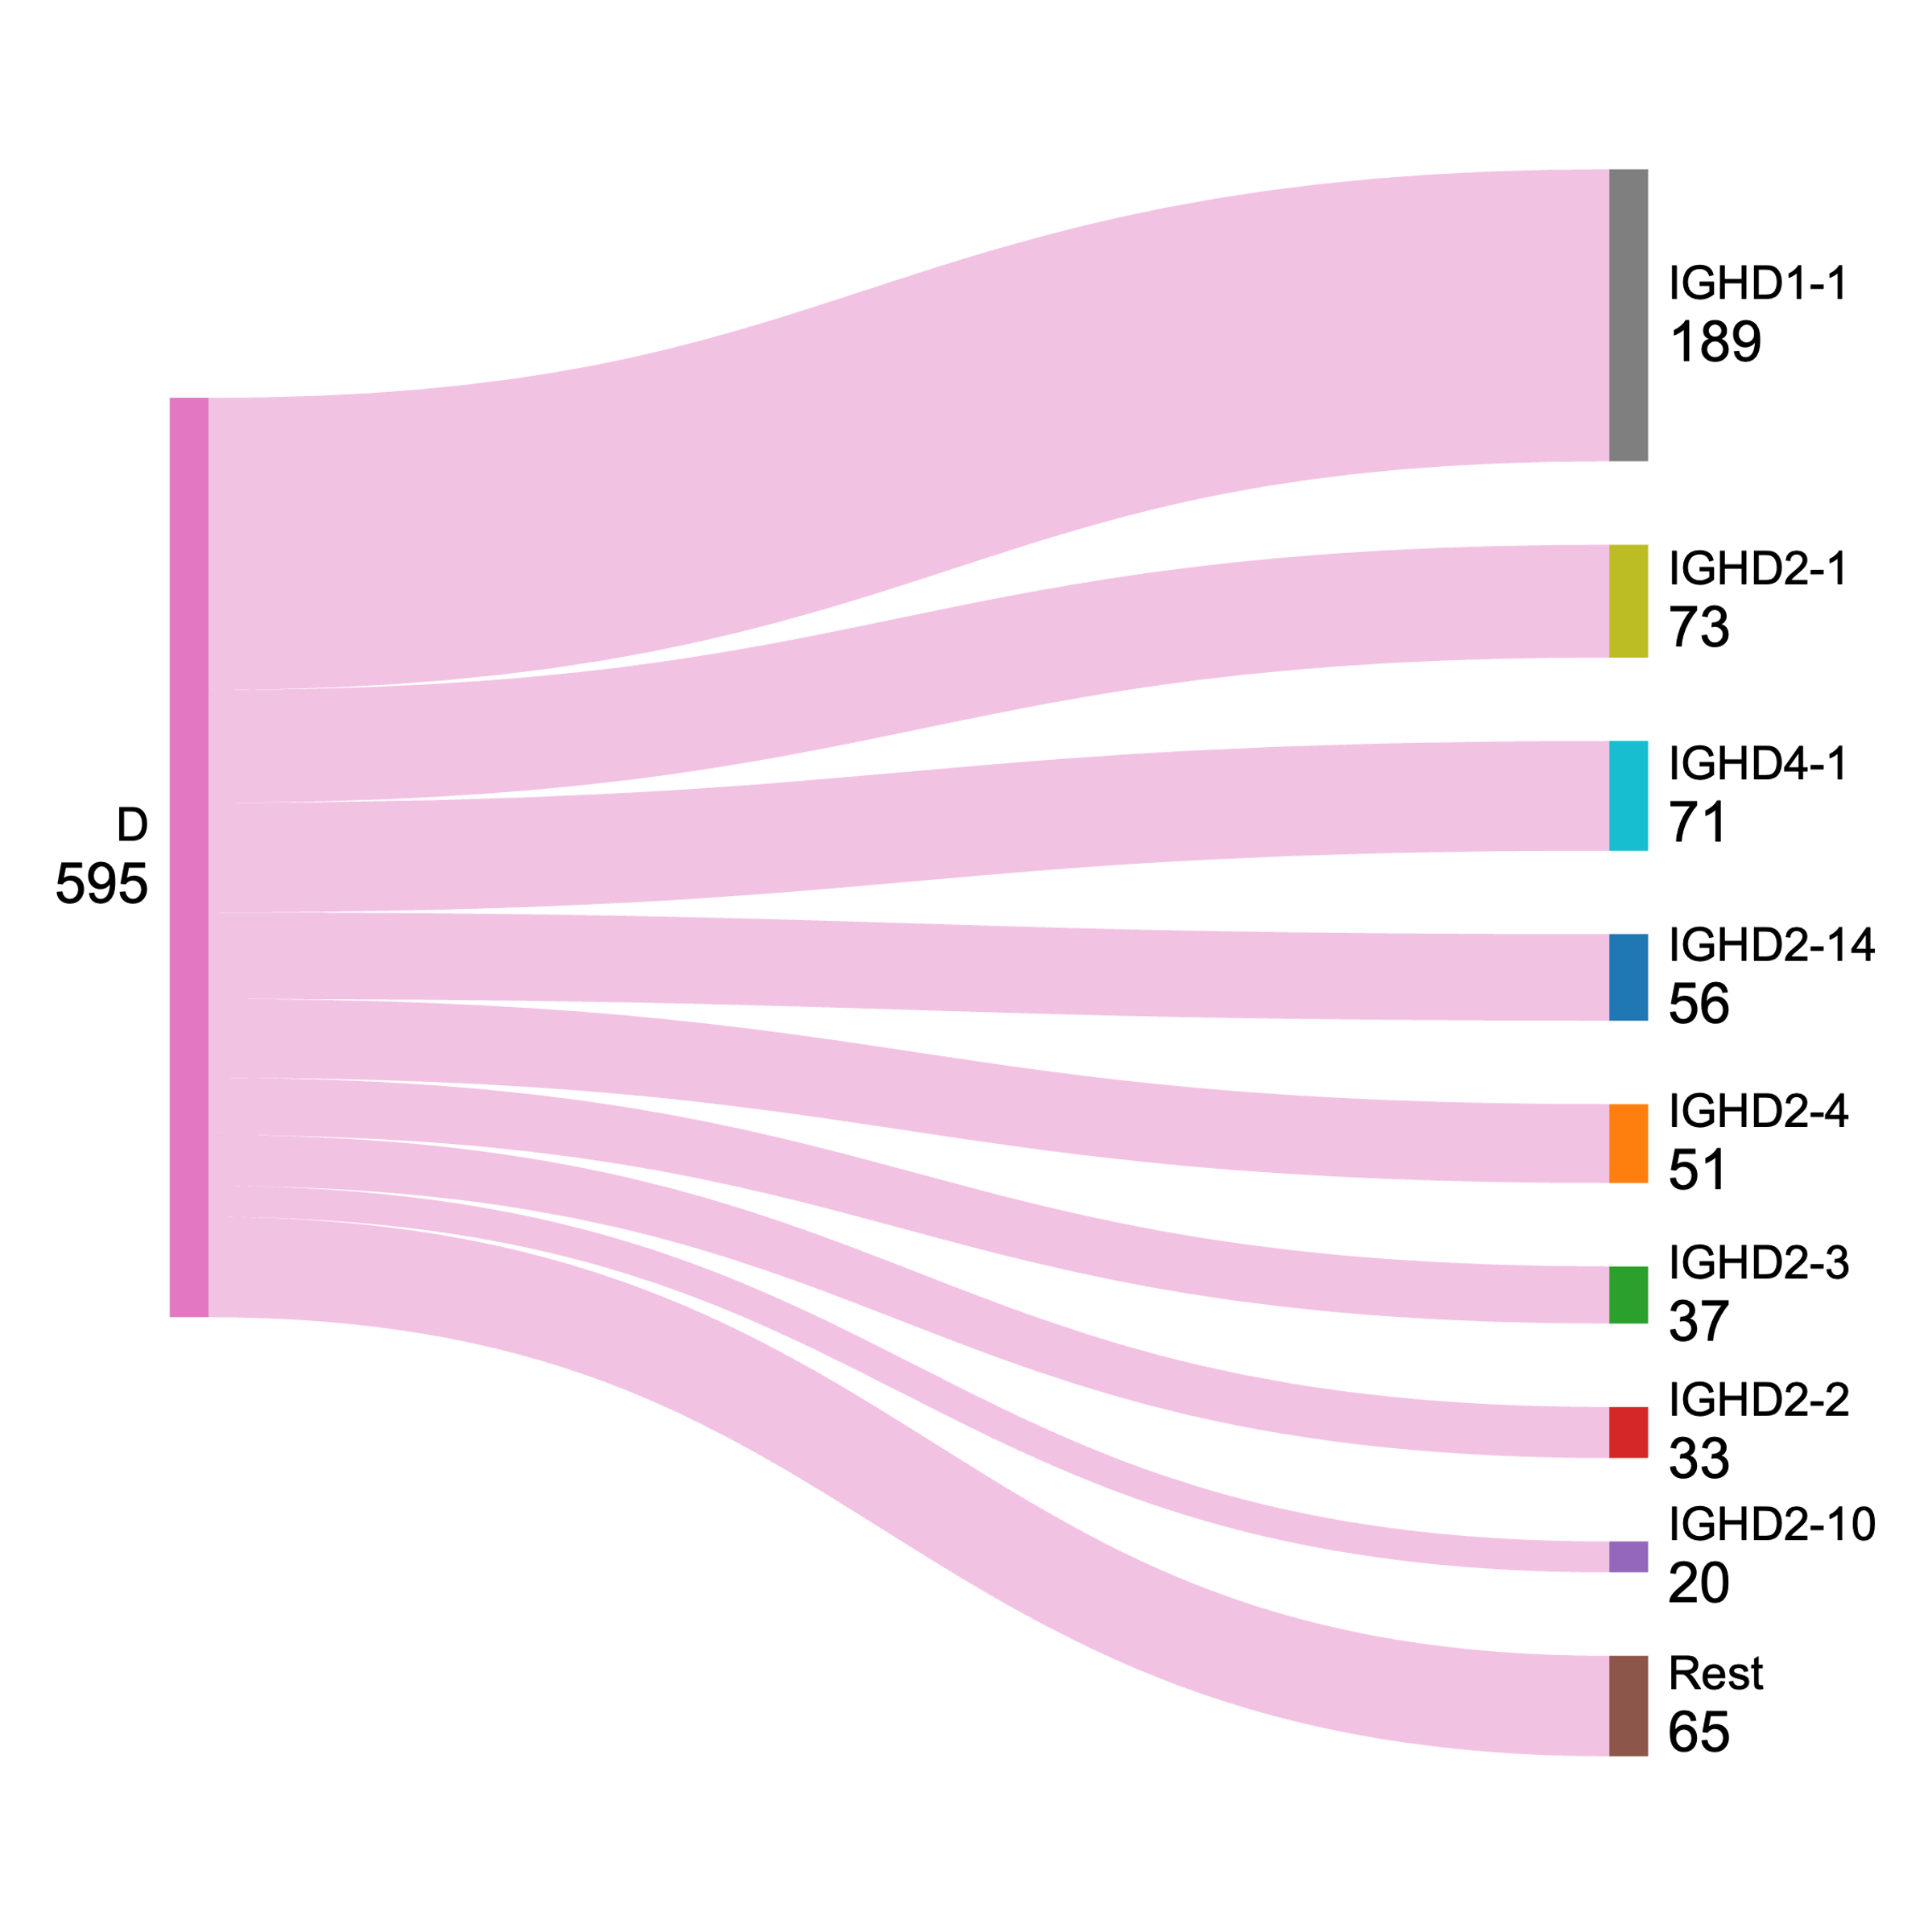 D
595
IGHD1-1
189
IGHD2-1
73
IGHD4-1
71
IGHD2-14
56
IGHD2-4
51
IGHD2-3
37
IGHD2-2
33
IGHD2-10
20
Rest
65